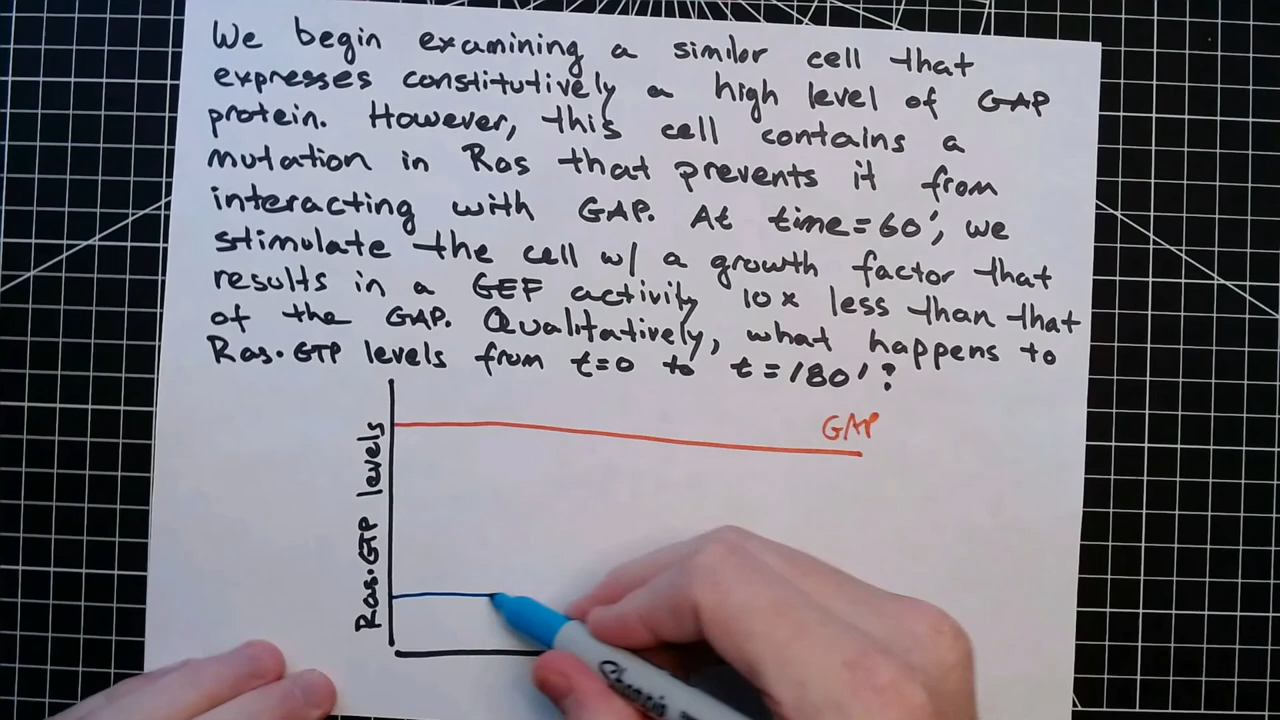 We begin examining a similar cell that
expresses constitutively a high level of GAP
protein. However, this cell contains a
mutation in Ras that prevents it from
interacting with GAP. At time=60', we
stimulate the cell w/ a growth factor that
results in a GEF activity 10x less than that
of the GAP. Qualitatively, what happens to
Ras·GTP levels from t=0 to t=180'?
GAP
Ras·GTP levels
Sharpie